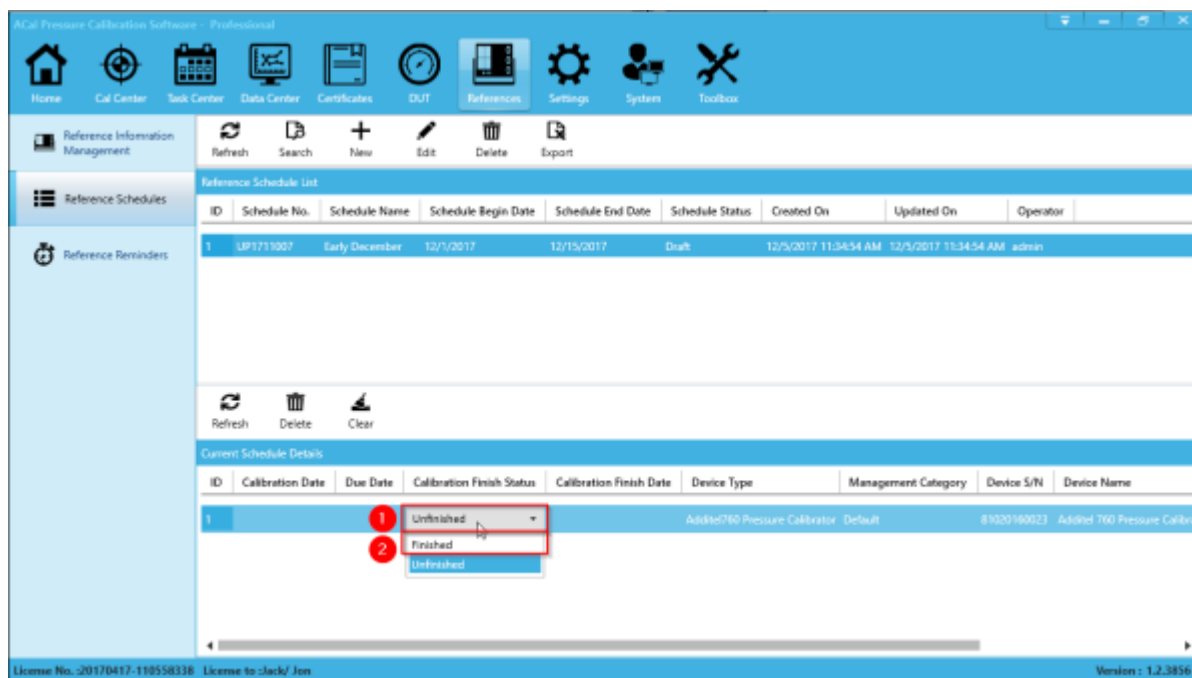 ACal Pressure Calibration Software - Professional
Home Cal Center Task Center Data Center Certificates DUT References Settings System Toolbox
Reference Infomration
Management
Refresh Search New Edit Delete Export
Reference Schedules
Reference Reminders
Reference Schedule List
ID Schedule No. Schedule Name Schedule Begin Date Schedule End Date Schedule Status Created On Updated On Operator
1 UP1711007 Early December 12/1/2017 12/15/2017 Draft 12/5/2017 11:34:54 AM 12/5/2017 11:34:54 AM admin
Refresh Delete Clear
Current Schedule Details
ID Calibration Date Due Date Calibration Finish Status Calibration Finish Date Device Type Management Category Device S/N Device Name
1 1 Unfinished Additel760 Pressure Calibrator Default 81020160023 Additel 760 Pressure Calibr
2 Finished
Unfinished
License No. :20170417-110558338 License to :Jack/ Jon Version : 1.2.3856